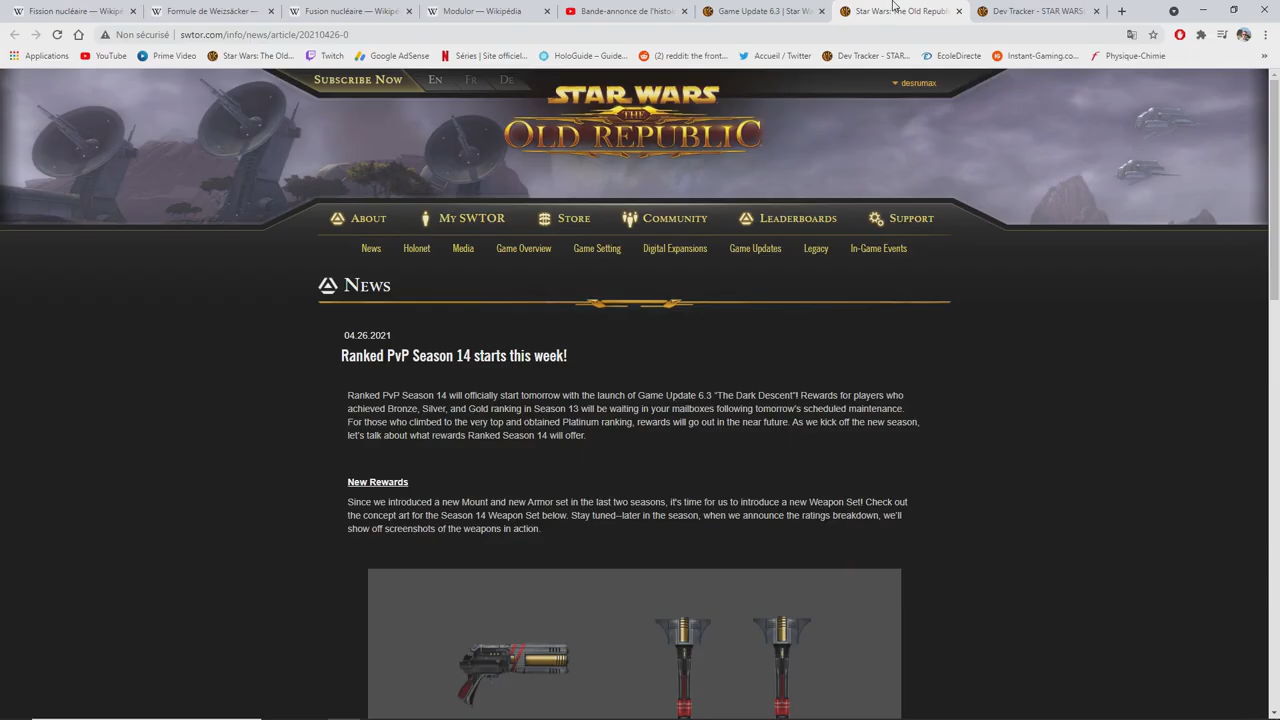 Fission nucléaire — Wikipé
Formule de Weizsäcker —
Fusion nucléaire — Wikipé
Modulor — Wikipédia
Bande-annonce de l'histoi
Game Update 6.3 | Star W
Star Wars: The Old Republi
Dev Tracker - STAR WARS
Non sécurisé | swtor.com/info/news/article/20210426-0
Applications
YouTube
Prime Video
Star Wars: The Old...
Twitch
Google AdSense
Séries | Site officiel...
HoloGuide – Guide...
(2) reddit: the front...
Accueil / Twitter
Dev Tracker - STAR...
EcoleDirecte
Instant-Gaming.co...
Physique-Chimie
»
Subscribe Now
En
Fr
De
desrumax
STAR WARS
THE
OLD REPUBLIC
About
My SWTOR
Store
Community
Leaderboards
Support
News
Holonet
Media
Game Overview
Game Setting
Digital Expansions
Game Updates
Legacy
In-Game Events
News
04.26.2021
Ranked PvP Season 14 starts this week!
Ranked PvP Season 14 will officially start tomorrow with the launch of Game Update 6.3 "The Dark Descent"! Rewards for players who
achieved Bronze, Silver, and Gold ranking in Season 13 will be waiting in your mailboxes following tomorrow's scheduled maintenance.
For those who climbed to the very top and obtained Platinum ranking, rewards will go out in the near future. As we kick off the new season,
let's talk about what rewards Ranked Season 14 will offer.
New Rewards
Since we introduced a new Mount and new Armor set in the last two seasons, it's time for us to introduce a new Weapon Set! Check out
the concept art for the Season 14 Weapon Set below. Stay tuned--later in the season, when we announce the ratings breakdown, we'll
show off screenshots of the weapons in action.